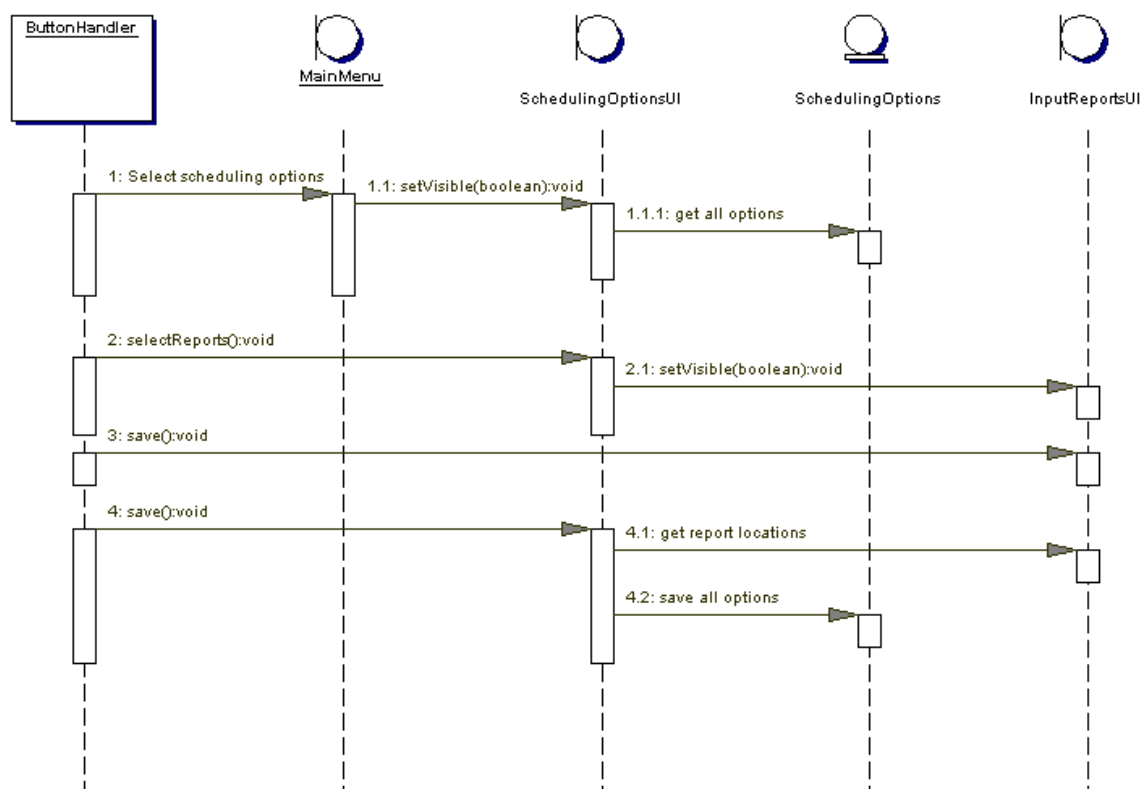 ButtonHandler
MainMenu
SchedulingOptionsUI
SchedulingOptions
InputReportsUI
1: Select scheduling options
1.1: setVisible(boolean):void
1.1.1: get all options
2: selectReports():void
2.1: setVisible(boolean):void
3: save():void
4: save():void
4.1: get report locations
4.2: save all options